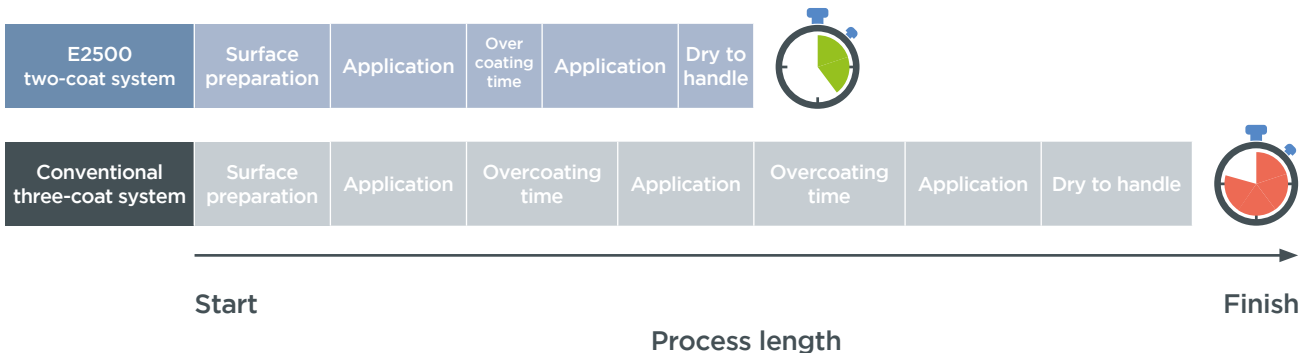 E2500
two-coat system
Surface
preparation
Application
Over
coating
time
Application
Dry to
handle
Conventional
three-coat system
Surface
preparation
Application
Overcoating
time
Application
Overcoating
time
Application
Dry to handle
Start
Finish
Process length